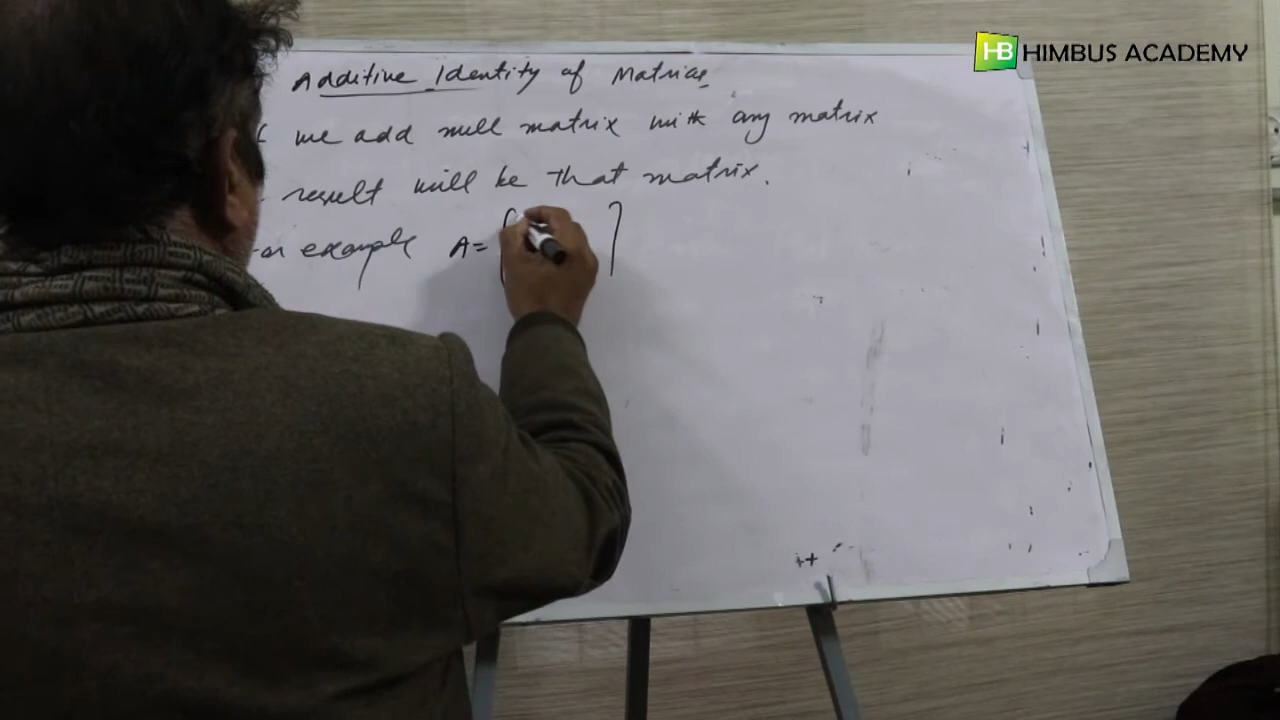 HB HIMBUS ACADEMY
Additive Identity of Matrices
we add null matrix with any matrix
result will be that matrix.
example A=